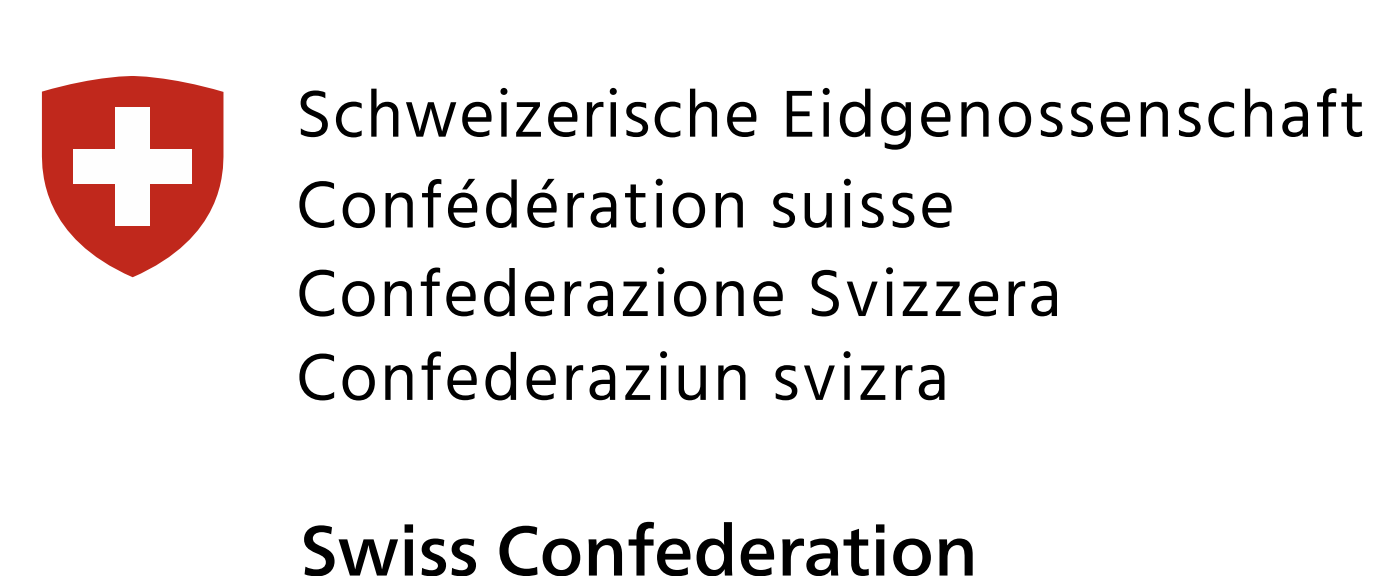 Schweizerische Eidgenossenschaft
Confédération suisse
Confederazione Svizzera
Confederaziun svizra
Swiss Confederation